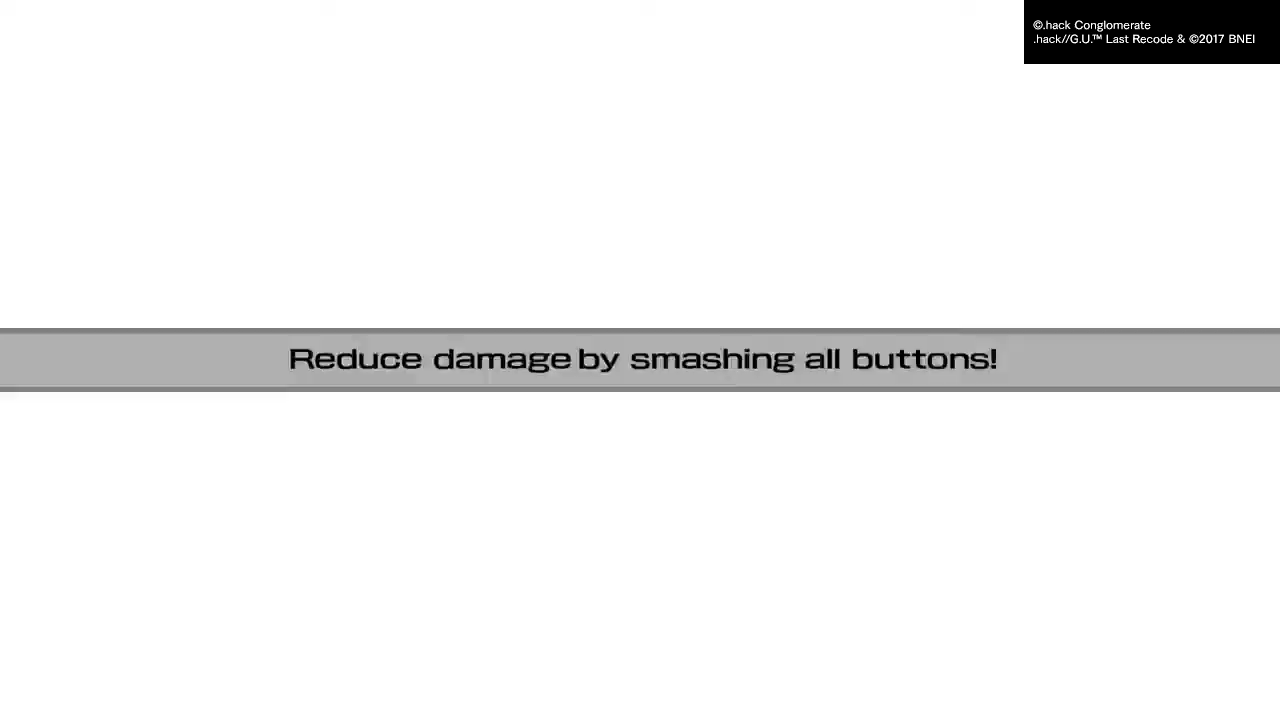 ©.hack Conglomerate
.hack//G.U.™ Last Recode & ©2017 BNEI
Reduce damage by smashing all buttons!